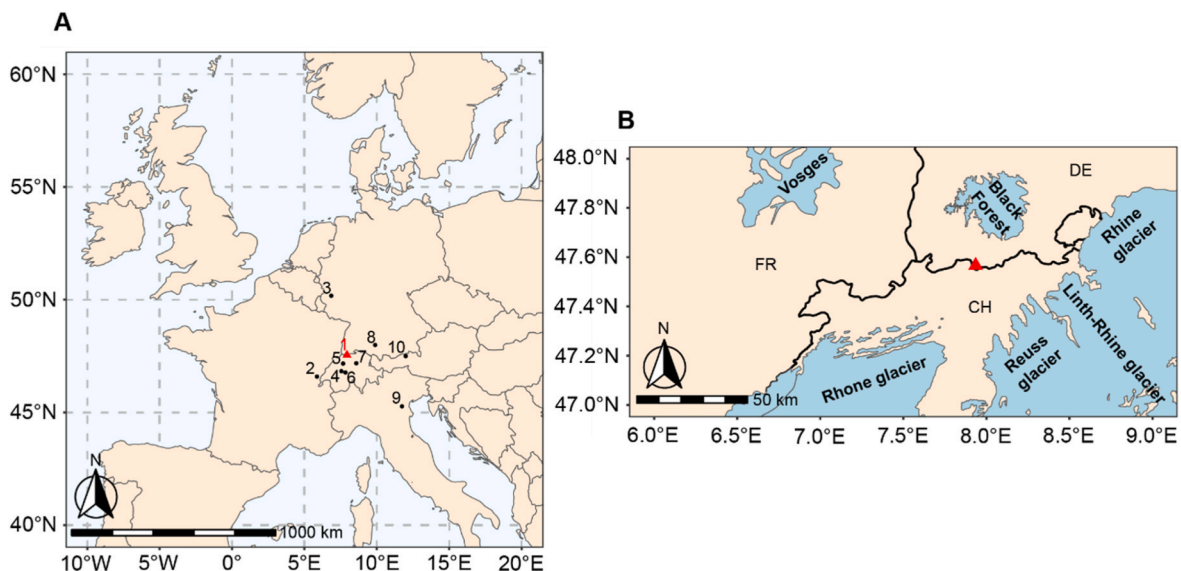 A
60°N
55°N
50°N
45°N
40°N
3
1
8
5
7
10
2
4
6
9
N
1000 km
10°W
5°W
0°
5°E
10°E
15°E
20°E
B
48.0°N
47.8°N
47.6°N
47.4°N
47.2°N
47.0°N
Vosges
DE
Black
Forest
Rhine
glacier
FR
CH
Linth-Rhine glacier
Reuss
glacier
Rhone glacier
N
50 km
6.0°E
6.5°E
7.0°E
7.5°E
8.0°E
8.5°E
9.0°E